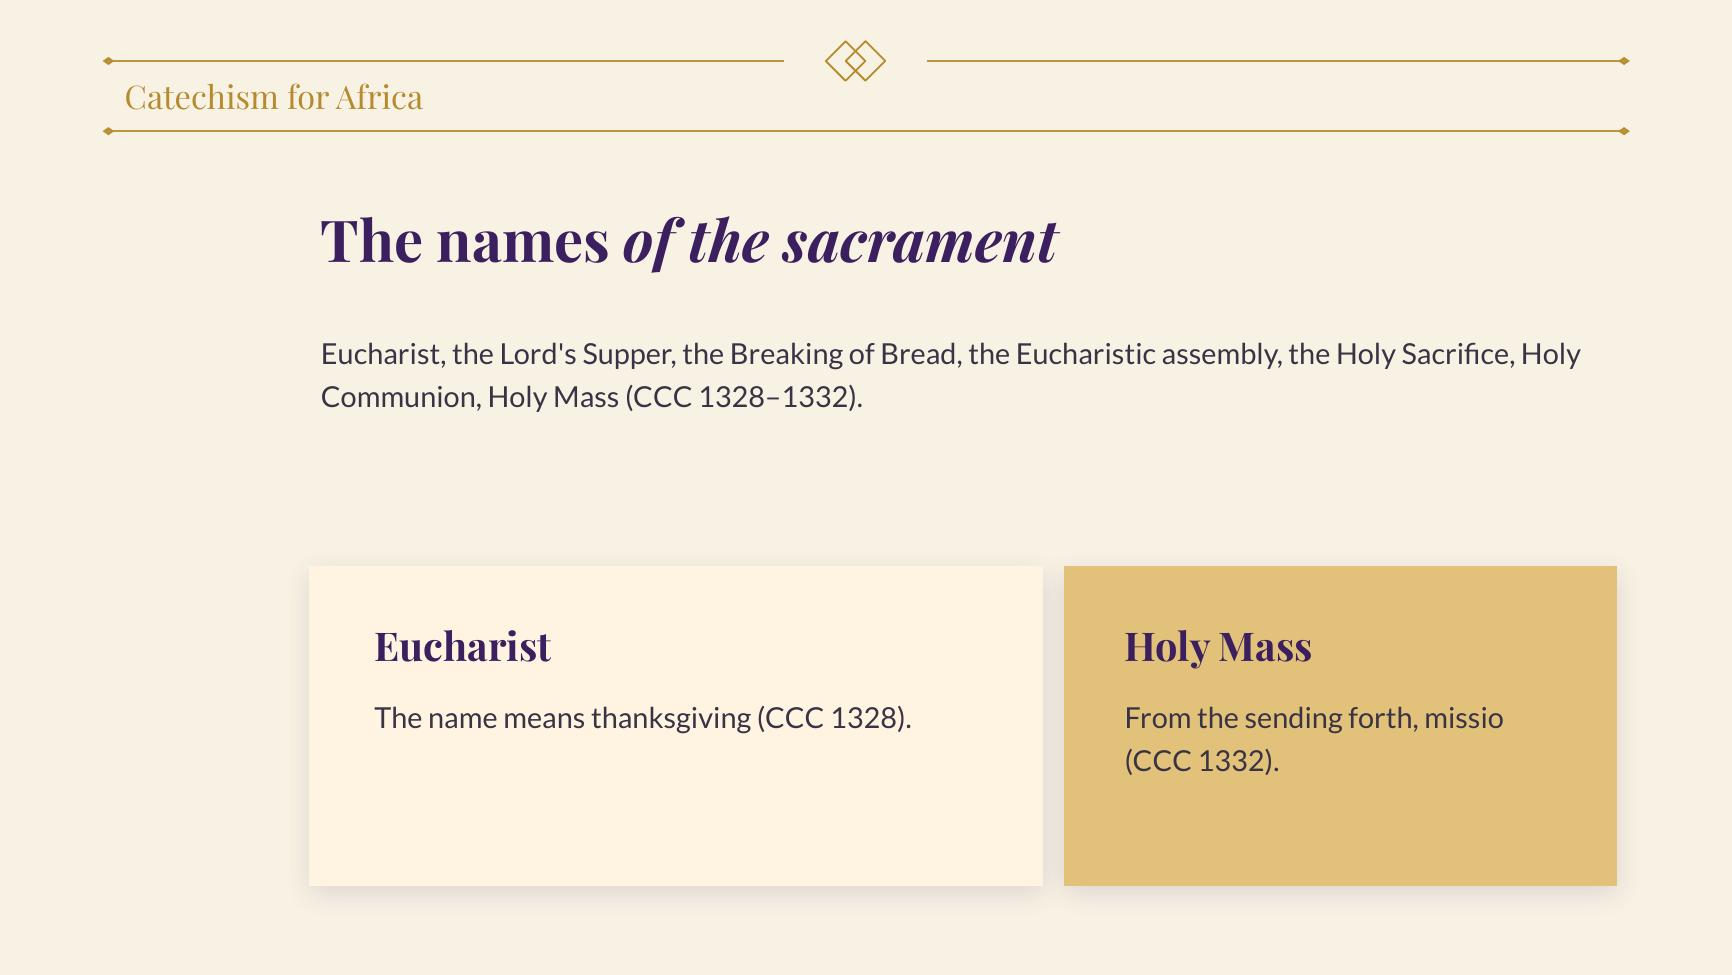 Catechism for Africa
The names of the sacrament
Eucharist, the Lord's Supper, the Breaking of Bread, the Eucharistic assembly, the Holy Sacrifice, Holy
Communion, Holy Mass (CCC 1328–1332).
Eucharist
The name means thanksgiving (CCC 1328).
Holy Mass
From the sending forth, missio
(CCC 1332).